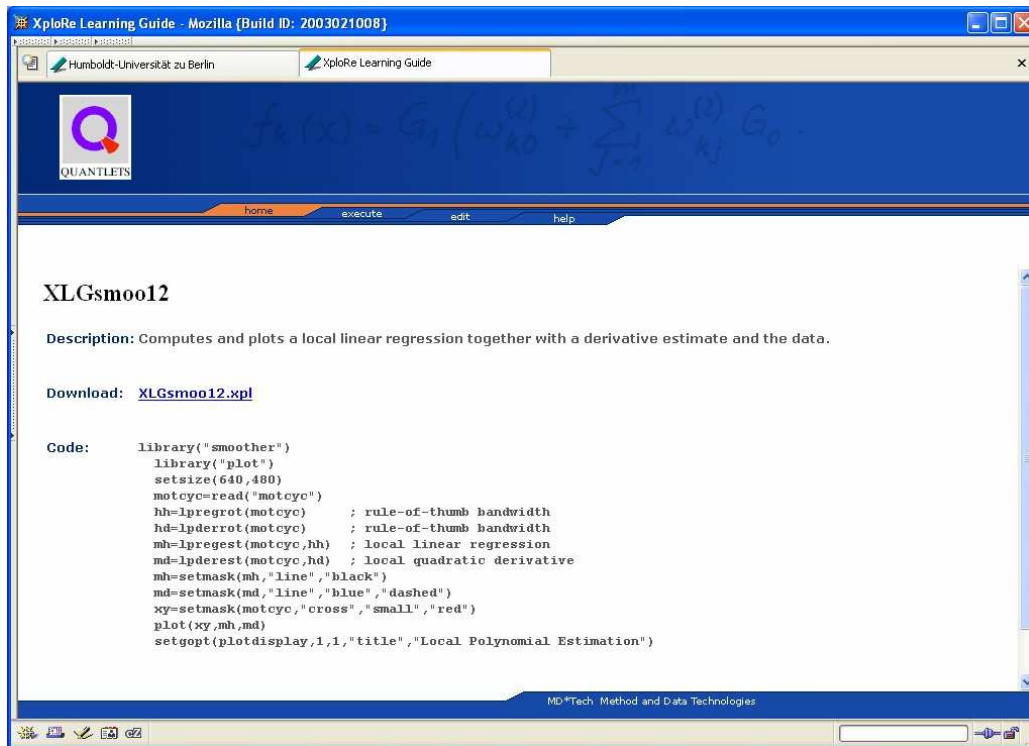 XploRe Learning Guide - Mozilla {Build ID: 2003021008}
Humboldt-Universität zu Berlin
XploRe Learning Guide
QUANTLETS
home execute edit help
XLGsmoo12
Description: Computes and plots a local linear regression together with a derivative estimate and the data.
Download: XLGsmoo12.xpl
Code: library("smoother")
library("plot")
setsize(640,480)
motcyc=read("motcyc")
hh=lpregrot(motcyc) ; rule-of-thumb bandwidth
hd=lpderrot(motcyc) ; rule-of-thumb bandwidth
mh=lpregest(motcyc,hh) ; local linear regression
md=lpderest(motcyc,hd) ; local quadratic derivative
mh=setmask(mh,"line","black")
md=setmask(md,"line","blue","dashed")
xy=setmask(motcyc,"cross","small","red")
plot(xy,mh,md)
setgopt(plotdisplay,1,1,"title","Local Polynomial Estimation")
MD*Tech Method and Data Technologies